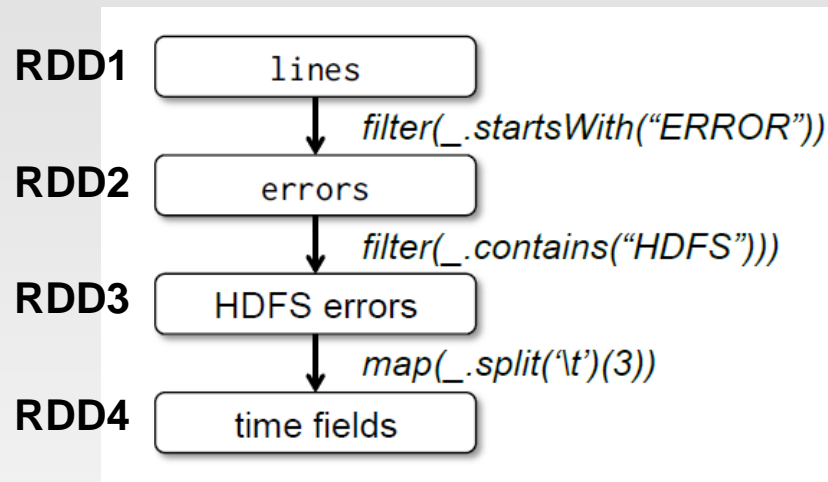 RDD1 lines
filter(_.startsWith(“ERROR”))
RDD2 errors
filter(_.contains(“HDFS”)))
RDD3 HDFS errors
map(_.split(‘\t’)(3))
RDD4 time fields